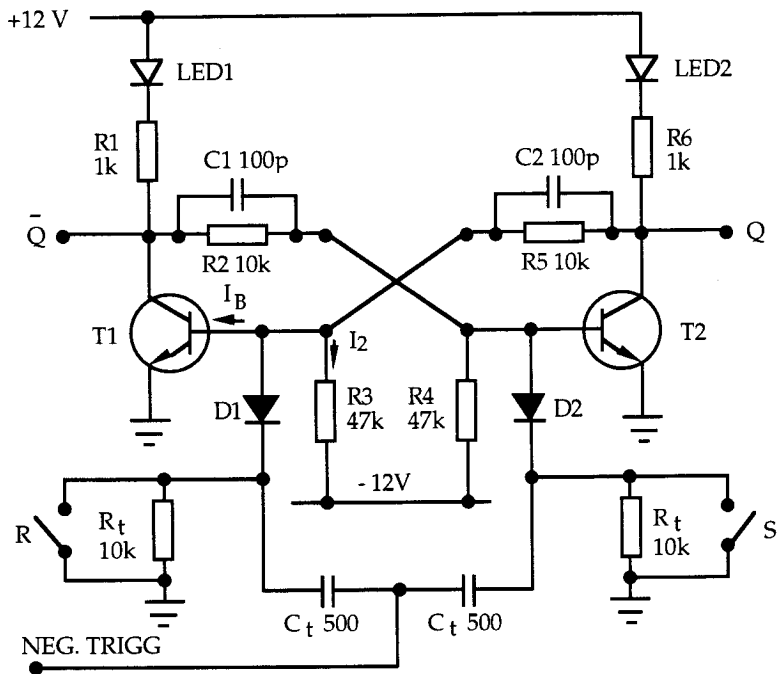 +12 V
LED1
LED2
R1
1k
R6
1k
C1 100p
C2 100p
Q̄
Q
R2 10k
R5 10k
I_B
T1
T2
I_2
D1
R3
47k
R4
47k
D2
- 12V
R
R_t
10k
R_t
10k
S
C_t 500
C_t 500
NEG. TRIGG